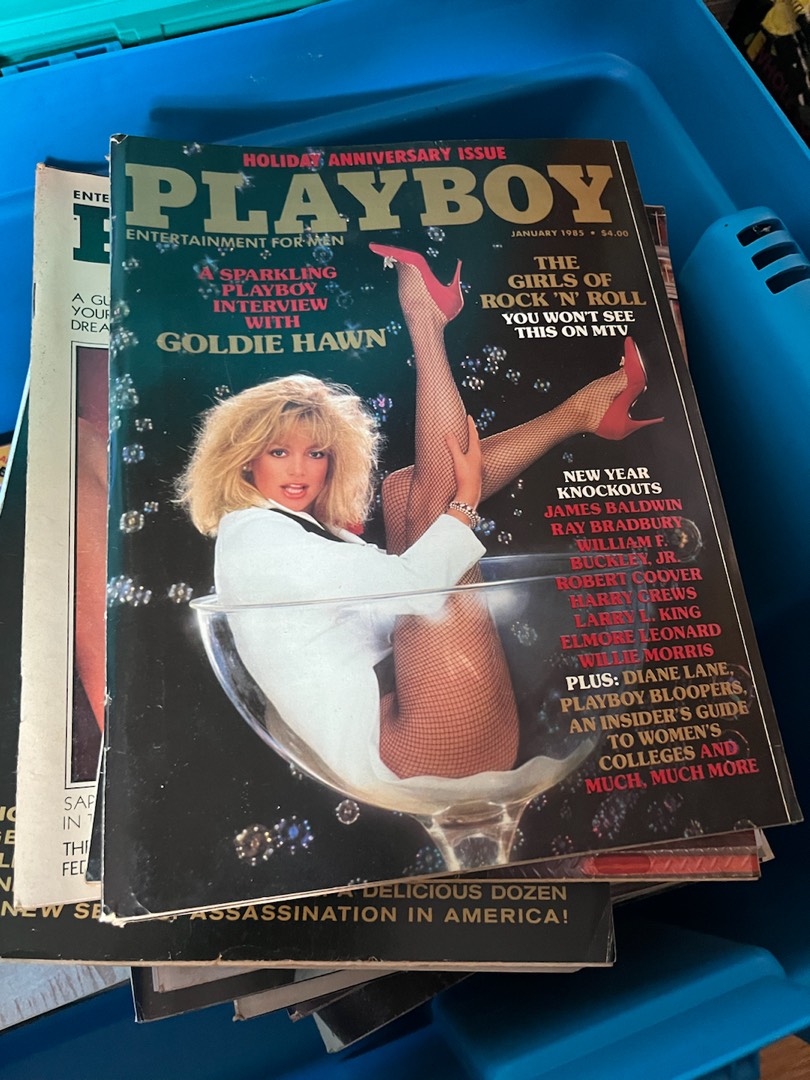 HOLIDAY ANNIVERSARY ISSUE
PLAYBOY
ENTERTAINMENT FOR MEN
JANUARY 1985 • $4.00
A SPARKLING
PLAYBOY
INTERVIEW
WITH
GOLDIE HAWN
THE
GIRLS OF
ROCK 'N' ROLL
YOU WON'T SEE
THIS ON MTV
NEW YEAR
KNOCKOUTS
JAMES BALDWIN
RAY BRADBURY
WILLIAM F.
BUCKLEY, JR.
ROBERT COOVER
HARRY CREWS
LARRY L. KING
ELMORE LEONARD
WILLIE MORRIS
PLUS: DIANE LANE,
PLAYBOY BLOOPERS,
AN INSIDER'S GUIDE
TO WOMEN'S
COLLEGES AND
MUCH, MUCH MORE
A GU
YOUR
DREA
IN T
FED
A DELICIOUS DOZEN
NEW SE
ASSASSINATION IN AMERICA!